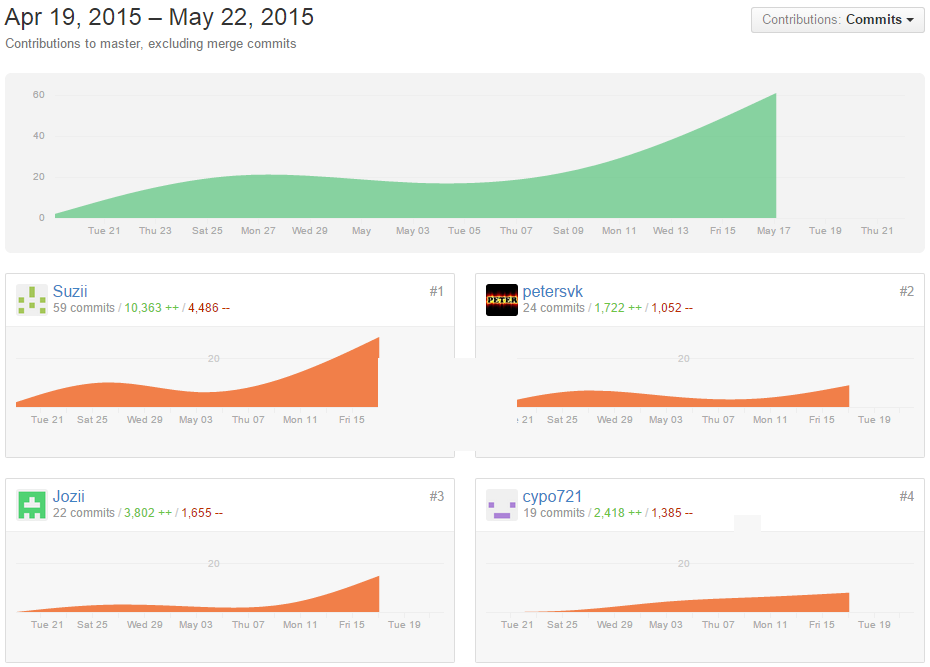 Apr 19, 2015 – May 22, 2015
Contributions: Commits
Contributions to master, excluding merge commits
60
40
20
0
Tue 21 Thu 23 Sat 25 Mon 27 Wed 29 May May 03 Tue 05 Thu 07 Sat 09 Mon 11 Wed 13 Fri 15 May 17 Tue 19 Thu 21
Suzii
#1
59 commits / 10,363 ++ / 4,486 --
20
Tue 21 Sat 25 Wed 29 May 03 Thu 07 Mon 11 Fri 15
PETER
petersvk
#2
24 commits / 1,722 ++ / 1,052 --
20
21 Sat 25 Wed 29 May 03 Thu 07 Mon 11 Fri 15 Tue 19
Jozii
#3
22 commits / 3,802 ++ / 1,655 --
20
Tue 21 Sat 25 Wed 29 May 03 Thu 07 Mon 11 Fri 15 Tue 19
cypo721
#4
19 commits / 2,418 ++ / 1,385 --
20
Tue 21 Sat 25 Wed 29 May 03 Thu 07 Mon 11 Fri 15 Tue 19